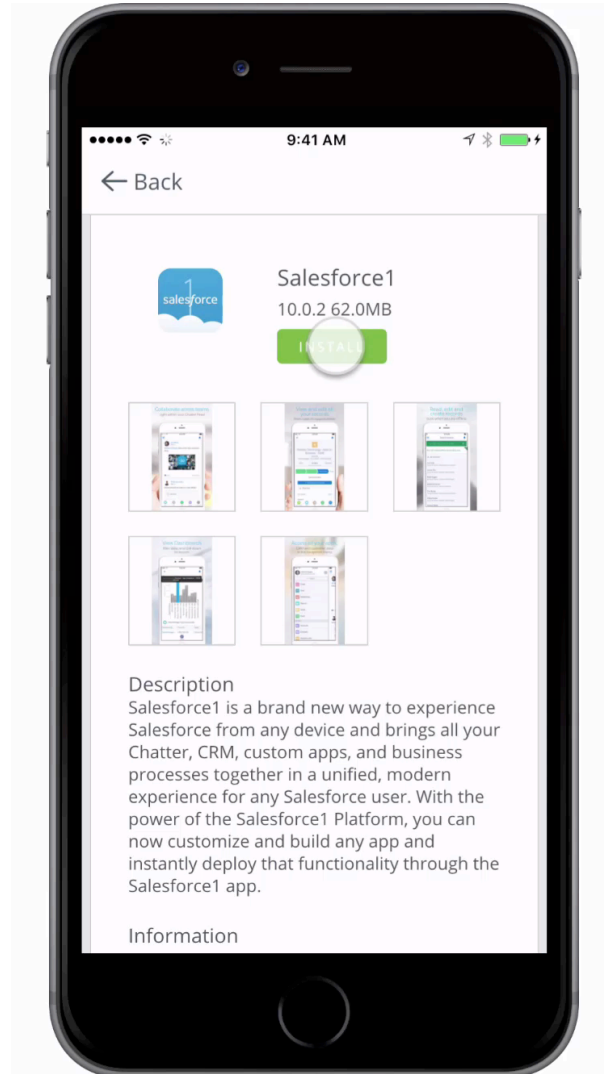 9:41 AM
Back
salesforce
1
Salesforce1
10.0.2 62.0MB
INSTALL
Description
Salesforce1 is a brand new way to experience
Salesforce from any device and brings all your
Chatter, CRM, custom apps, and business
processes together in a unified, modern
experience for any Salesforce user. With the
power of the Salesforce1 Platform, you can
now customize and build any app and
instantly deploy that functionality through the
Salesforce1 app.
Information